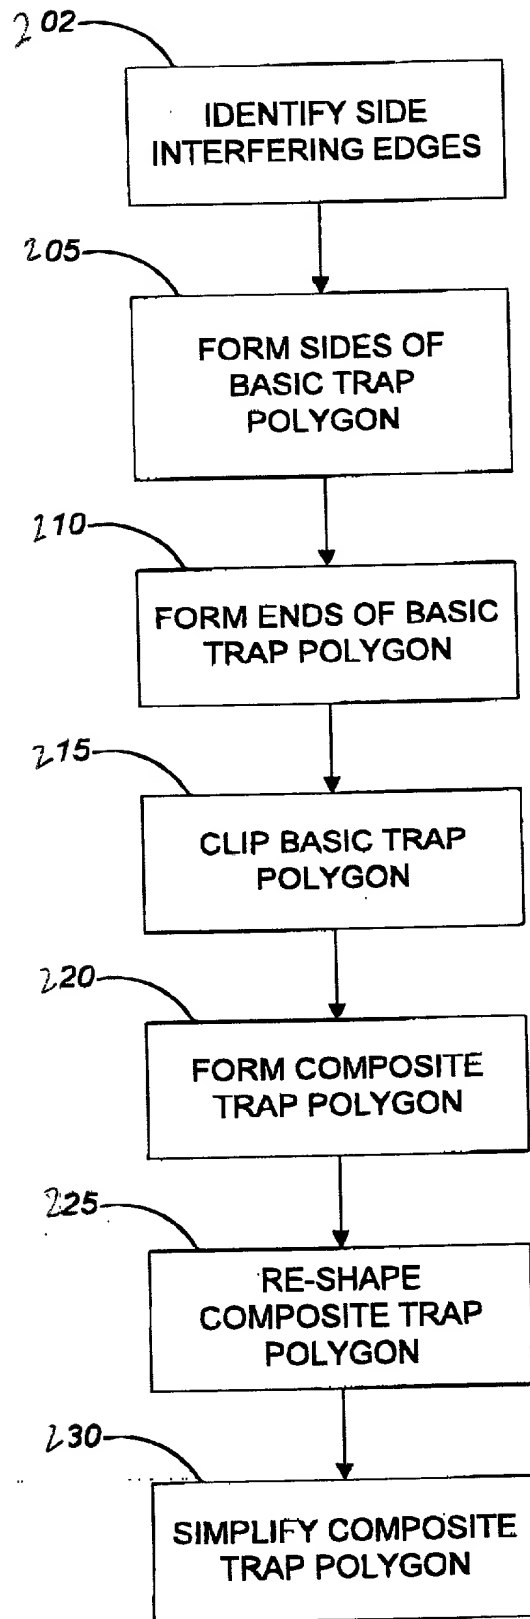 202
IDENTIFY SIDE
INTERFERING EDGES
205
FORM SIDES OF
BASIC TRAP
POLYGON
210
FORM ENDS OF BASIC
TRAP POLYGON
215
CLIP BASIC TRAP
POLYGON
220
FORM COMPOSITE
TRAP POLYGON
225
RE-SHAPE
COMPOSITE TRAP
POLYGON
230
SIMPLIFY COMPOSITE
TRAP POLYGON